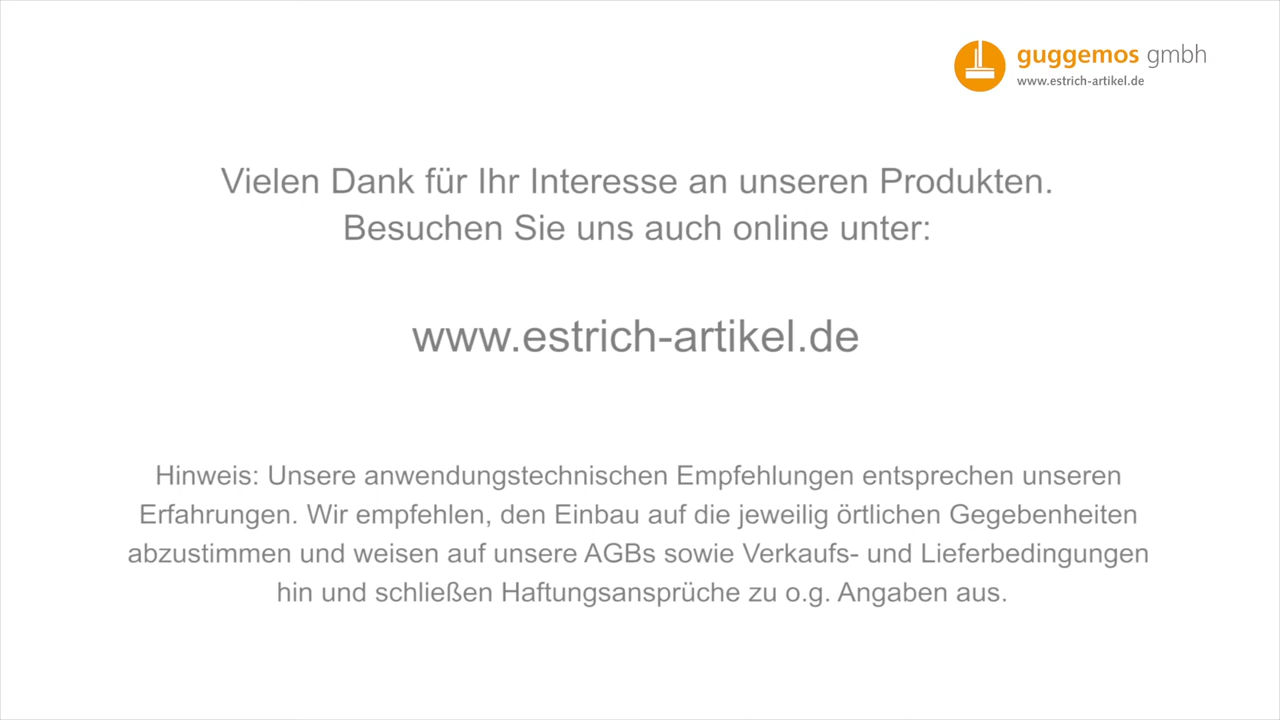 guggemos gmbh
www.estrich-artikel.de
Vielen Dank für Ihr Interesse an unseren Produkten.
Besuchen Sie uns auch online unter:
www.estrich-artikel.de
Hinweis: Unsere anwendungstechnischen Empfehlungen entsprechen unseren
Erfahrungen. Wir empfehlen, den Einbau auf die jeweilig örtlichen Gegebenheiten
abzustimmen und weisen auf unsere AGBs sowie Verkaufs- und Lieferbedingungen
hin und schließen Haftungsansprüche zu o.g. Angaben aus.